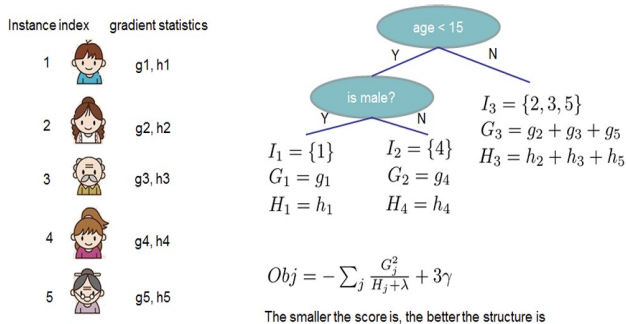 Instance index gradient statistics
1 g1, h1
2 g2, h2
3 g3, h3
4 g4, h4
5 g5, h5
age < 15
Y N
is male?
Y N
I₁ = {1}
G₁ = g₁
H₁ = h₁
I₂ = {4}
G₂ = g₄
H₄ = h₄
I₃ = {2, 3, 5}
G₃ = g₂ + g₃ + g₅
H₃ = h₂ + h₃ + h₅
Obj = −∑ⱼ Gⱼ²/(Hⱼ+λ) + 3γ
The smaller the score is, the better the structure is